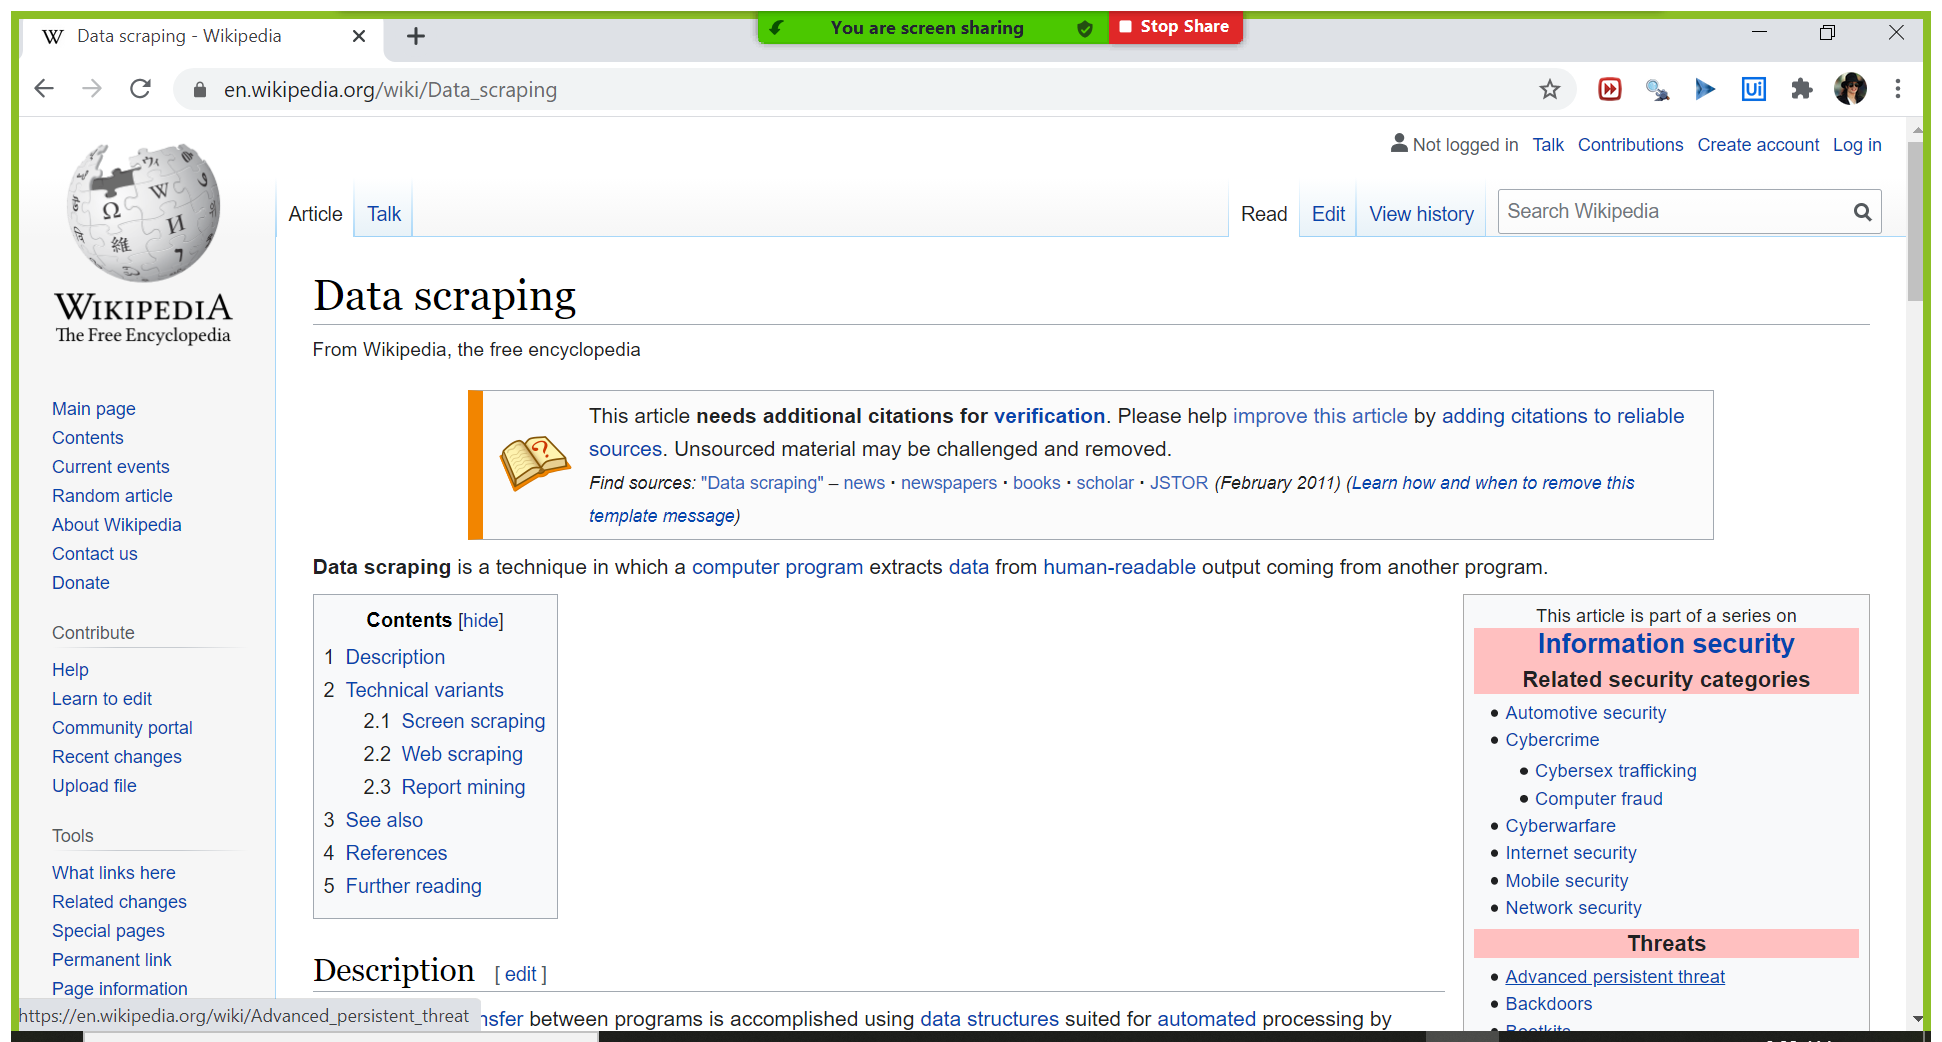 Data scraping - Wikipedia
You are screen sharing
Stop Share
en.wikipedia.org/wiki/Data_scraping
Not logged in Talk Contributions Create account Log in
Article Talk Read Edit View history Search Wikipedia
WIKIPEDIA
The Free Encyclopedia
Main page
Contents
Current events
Random article
About Wikipedia
Contact us
Donate
Contribute
Help
Learn to edit
Community portal
Recent changes
Upload file
Tools
What links here
Related changes
Special pages
Permanent link
Page information
Data scraping
From Wikipedia, the free encyclopedia
This article needs additional citations for verification. Please help improve this article by adding citations to reliable
sources. Unsourced material may be challenged and removed.
Find sources: "Data scraping" – news · newspapers · books · scholar · JSTOR (February 2011) (Learn how and when to remove this
template message)
Data scraping is a technique in which a computer program extracts data from human-readable output coming from another program.
Contents [hide]
1 Description
2 Technical variants
2.1 Screen scraping
2.2 Web scraping
2.3 Report mining
3 See also
4 References
5 Further reading
This article is part of a series on
Information security
Related security categories
Automotive security
Cybercrime
Cybersex trafficking
Computer fraud
Cyberwarfare
Internet security
Mobile security
Network security
Threats
Advanced persistent threat
Backdoors
Bootkits
Description [ edit ]
nsfer between programs is accomplished using data structures suited for automated processing by
https://en.wikipedia.org/wiki/Advanced_persistent_threat